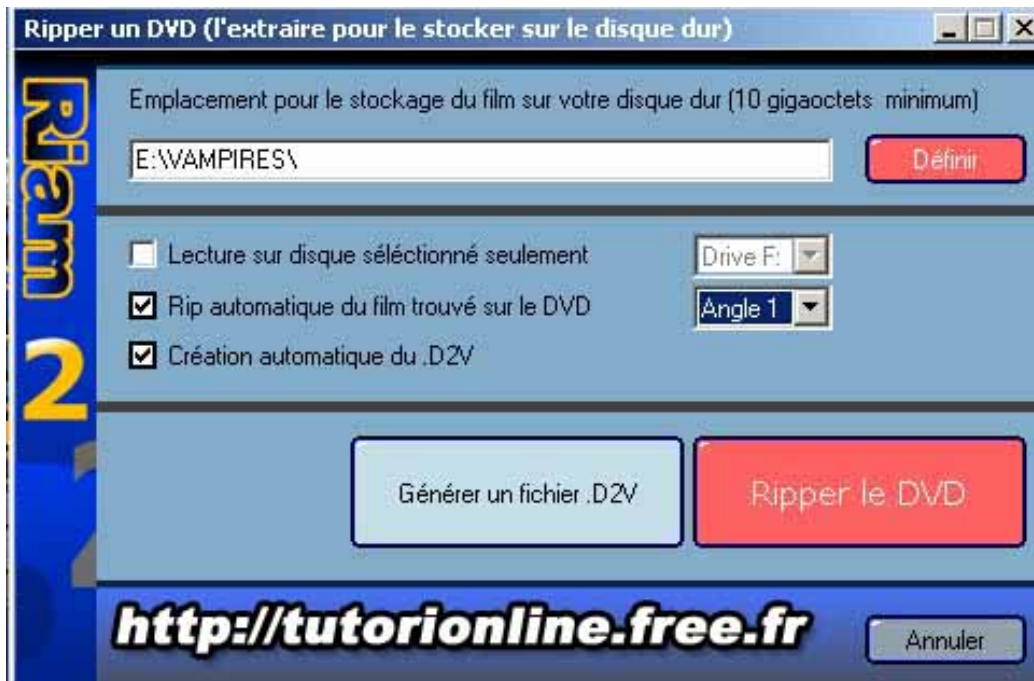 Ripper un DVD (l'extraire pour le stocker sur le disque dur)
Riam 2
Emplacement pour le stockage du film sur votre disque dur (10 gigaoctets minimum)
E:\VAMPIRES\
Définir
Lecture sur disque séléctionné seulement
Drive F:
Rip automatique du film trouvé sur le DVD
Angle 1
Création automatique du .D2V
Générer un fichier .D2V
Ripper le DVD
http://tutorionline.free.fr
Annuler